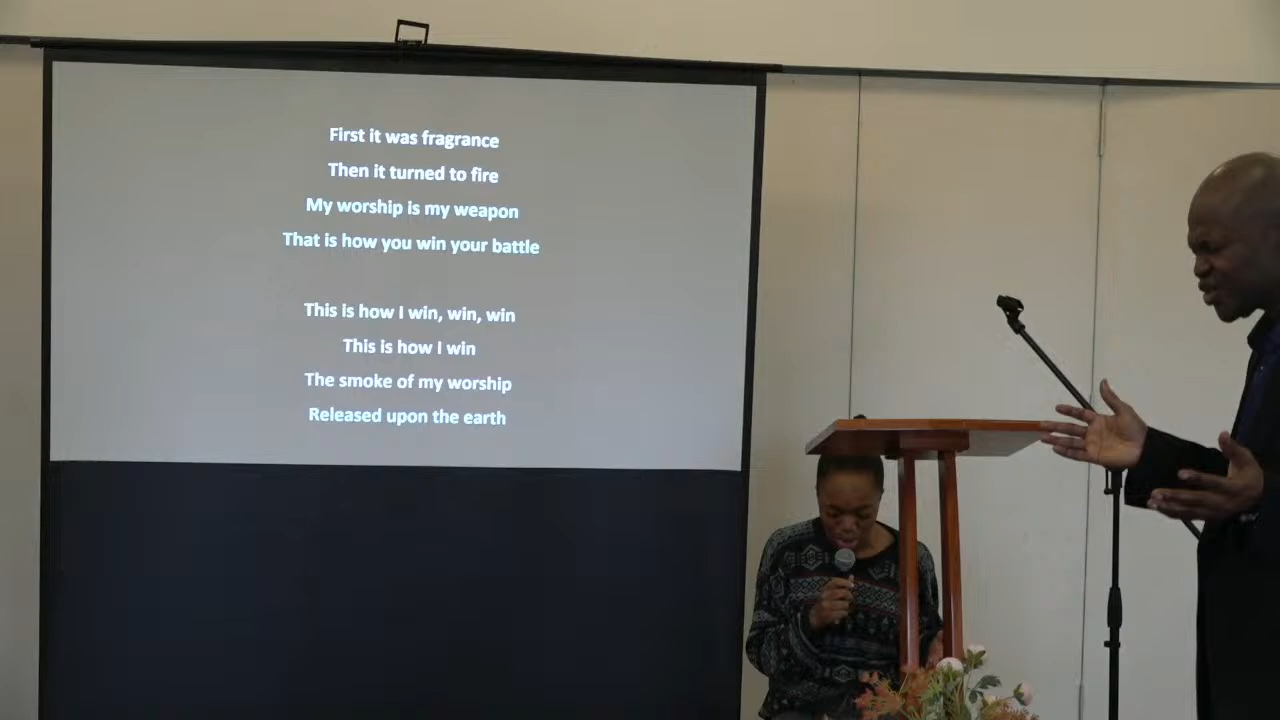 First it was fragrance
Then it turned to fire
My worship is my weapon
That is how you win your battle
This is how I win, win, win
This is how I win
The smoke of my worship
Released upon the earth